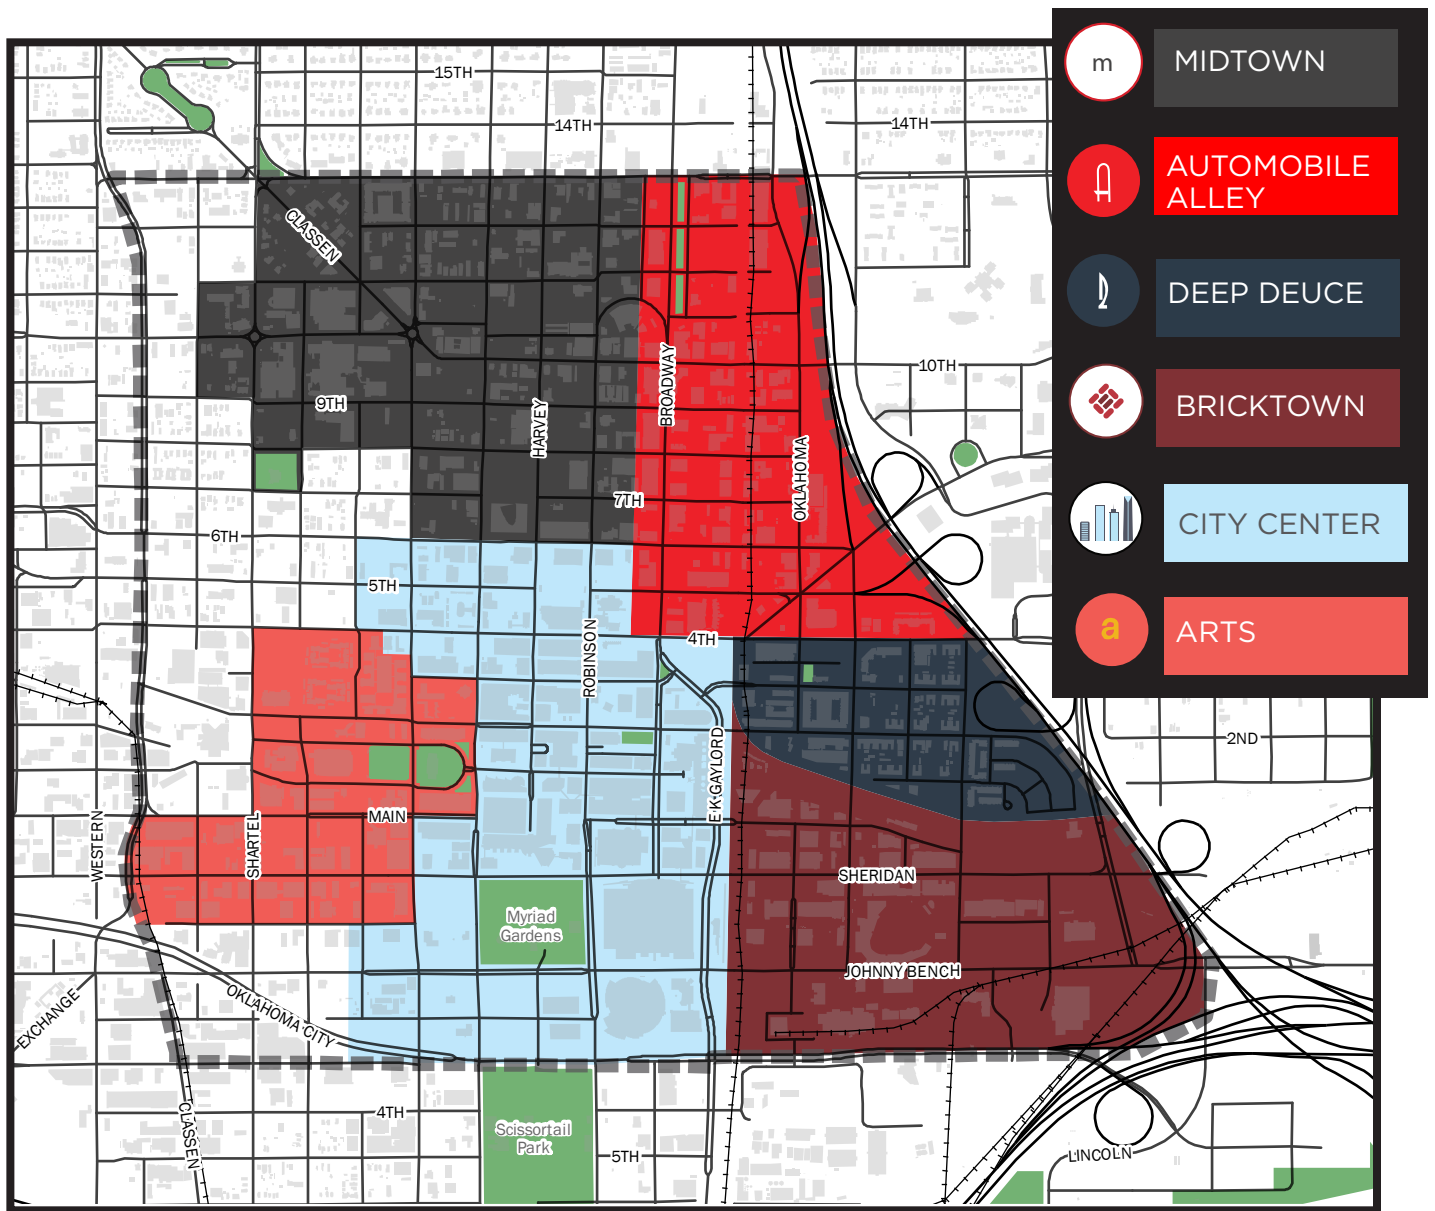 m
MIDTOWN
AUTOMOBILE
ALLEY
DEEP DEUCE
BRICKTOWN
CITY CENTER
a
ARTS
15TH
14TH
14TH
CLASSEN
10TH
BROADWAY
9TH
HARVEY
OKLAHOMA
7TH
6TH
5TH
ROBINSON
4TH
2ND
E K GAYLORD
MAIN
WESTERN
SHARTEL
SHERIDAN
Myriad
Gardens
JOHNNY BENCH
EXCHANGE
OKLAHOMA CITY
CLASSEN
4TH
Scissortail
Park
5TH
LINCOLN